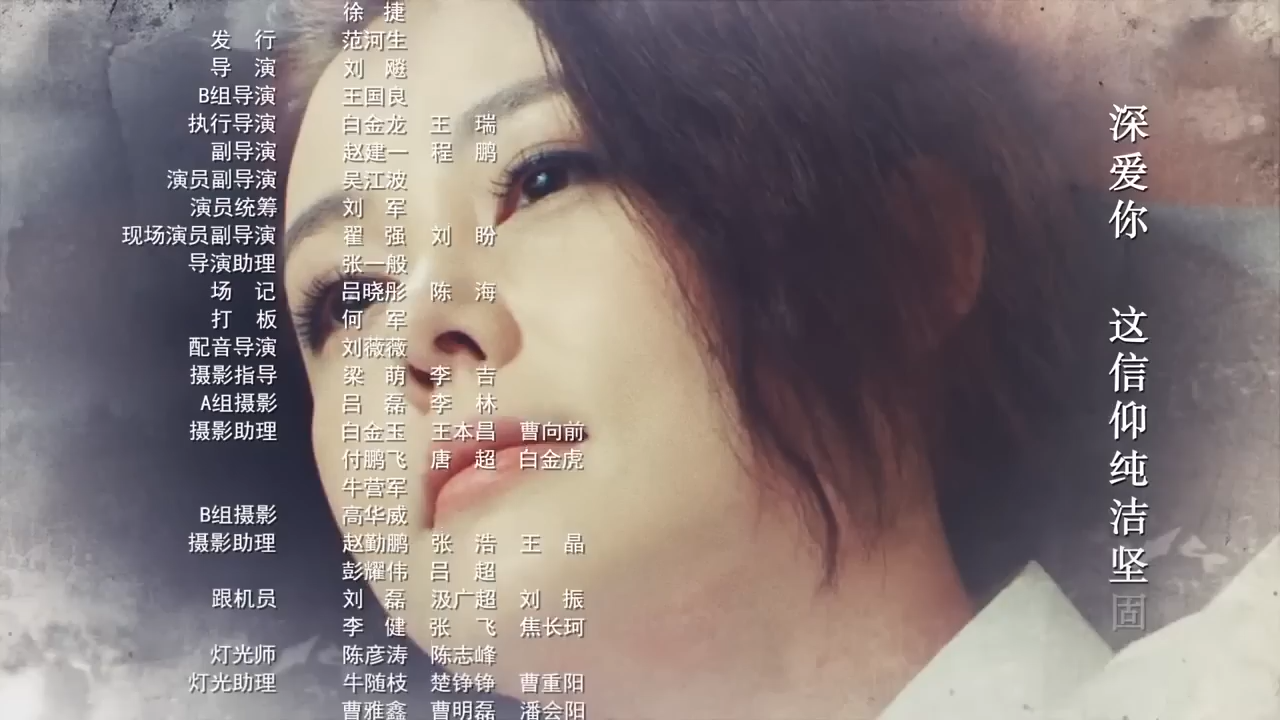 徐 捷
发 行 范河生
导 演 刘 飚
B组导演 王国良
执行导演 白金龙 王 瑞
副导演 赵建一 程 鹏
演员副导演 吴江波
演员统筹 刘 军
现场演员副导演 翟 强 刘 盼
导演助理 张一般
场 记 吕晓彤 陈 海
打 板 何 军
配音导演 刘薇薇
摄影指导 梁 萌 李 吉
A组摄影 吕 磊 李 林
摄影助理 白金玉 王本昌 曹向前
付鹏飞 唐 超 白金虎
牛营军
B组摄影 高华威
摄影助理 赵勤鹏 张 浩 王 晶
彭耀伟 吕 超
跟机员 刘 磊 汲广超 刘 振
李 健 张 飞 焦长珂
灯光师 陈彦涛 陈志峰
灯光助理 牛随枝 楚铮铮 曹重阳
曹雅鑫 曹明磊 潘会阳
深爱你 这信仰纯洁坚固